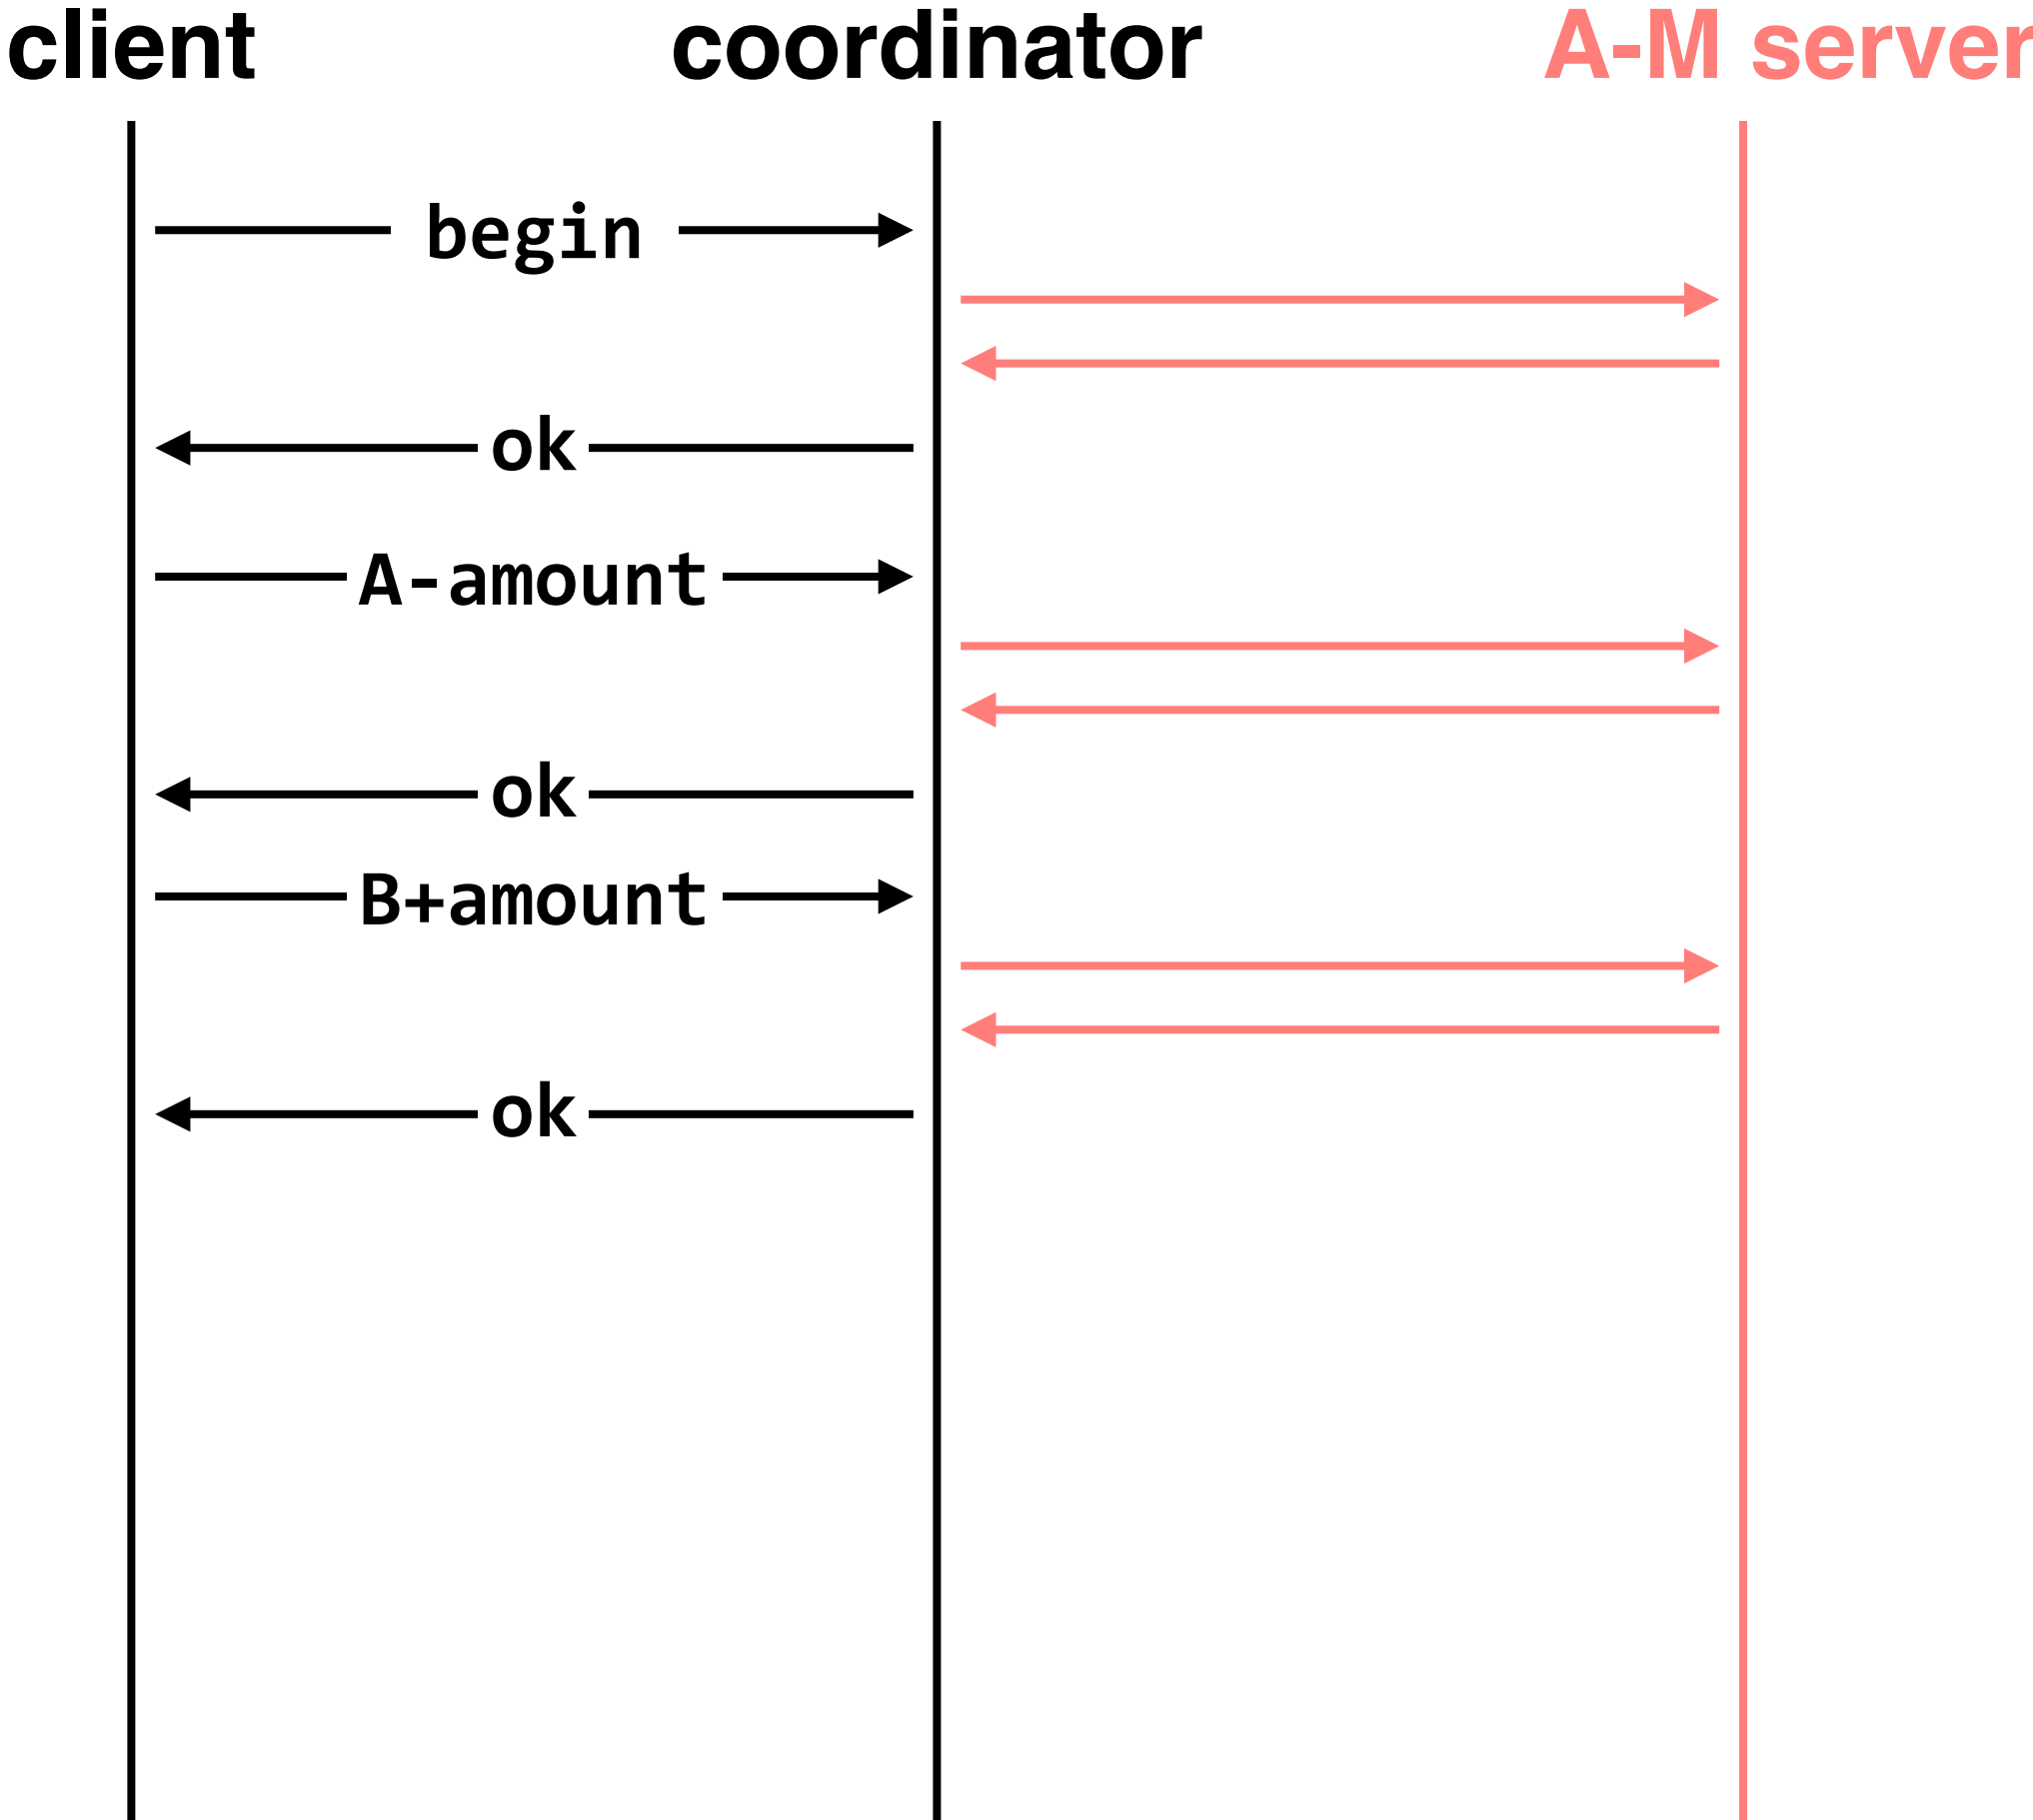 client coordinator A-M server
begin
ok
A-amount
ok
B+amount
ok